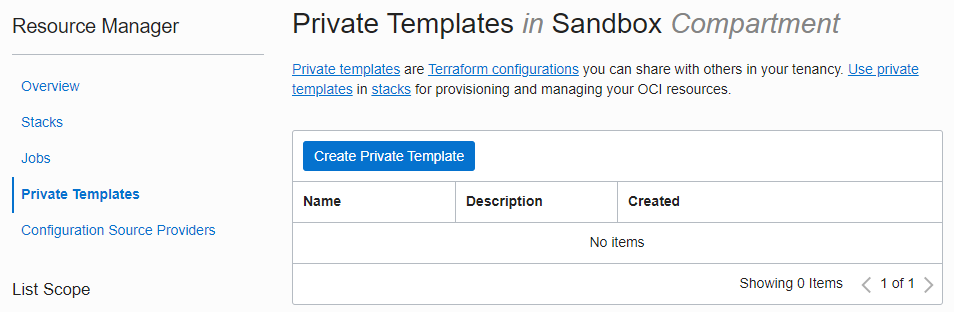 Resource Manager
Overview
Stacks
Jobs
Private Templates
Configuration Source Providers
List Scope
Private Templates in Sandbox Compartment
Private templates are Terraform configurations you can share with others in your tenancy. Use private
templates in stacks for provisioning and managing your OCI resources.
Create Private Template
Name Description Created
No items
Showing 0 Items 1 of 1